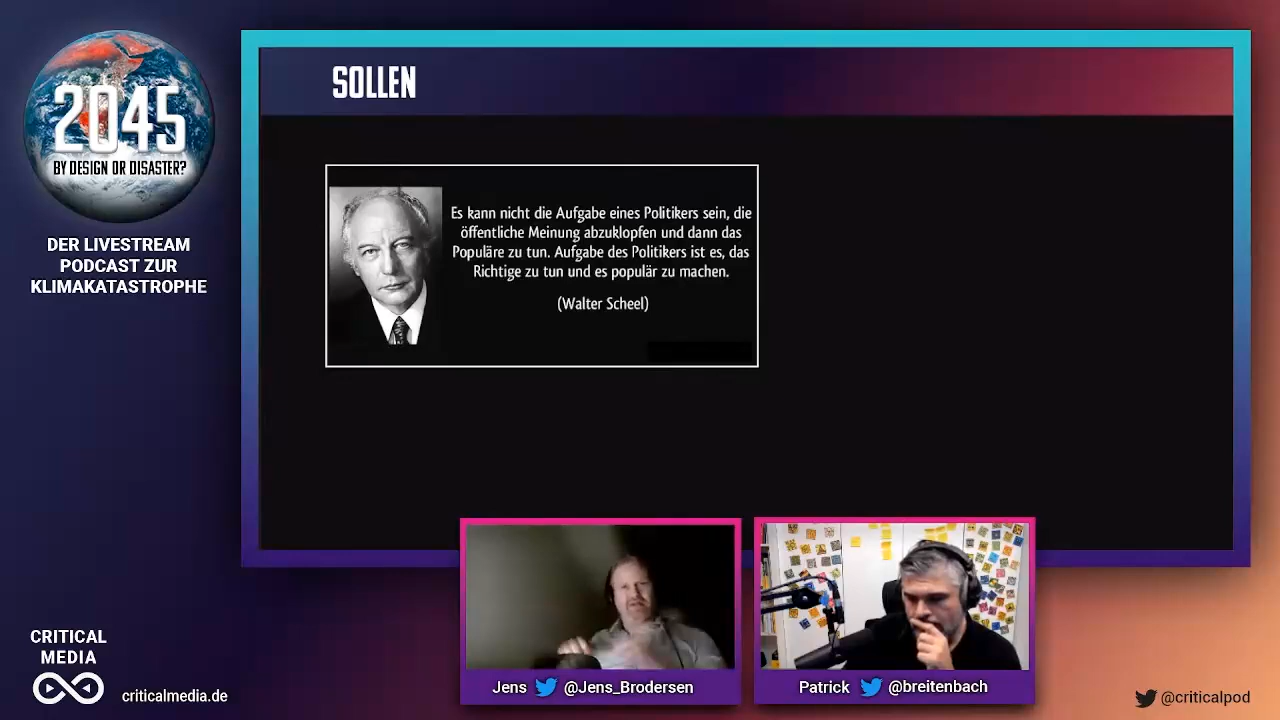 2045
BY DESIGN OR DISASTER?
DER LIVESTREAM
PODCAST ZUR
KLIMAKATASTROPHE
SOLLEN
Es kann nicht die Aufgabe eines Politikers sein, die
öffentliche Meinung abzuklopfen und dann das
Populäre zu tun. Aufgabe des Politikers ist es, das
Richtige zu tun und es populär zu machen.
(Walter Scheel)
Jens @Jens_Brodersen
Patrick @breitenbach
CRITICAL
MEDIA
criticalmedia.de
@criticalpod